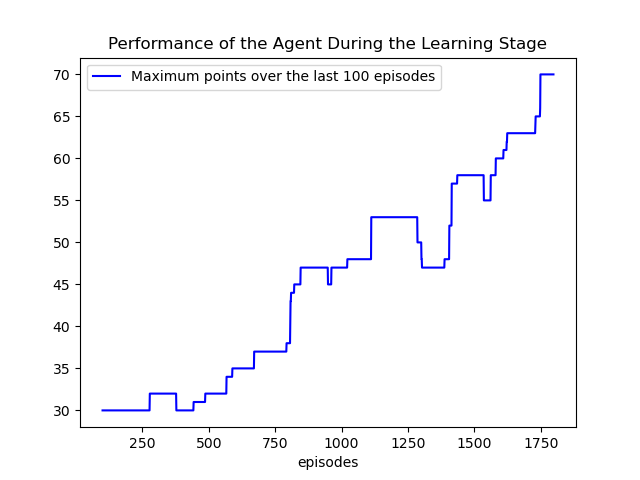 Performance of the Agent During the Learning Stage
Maximum points over the last 100 episodes
70
65
60
55
50
45
40
35
30
250 500 750 1000 1250 1500 1750
episodes